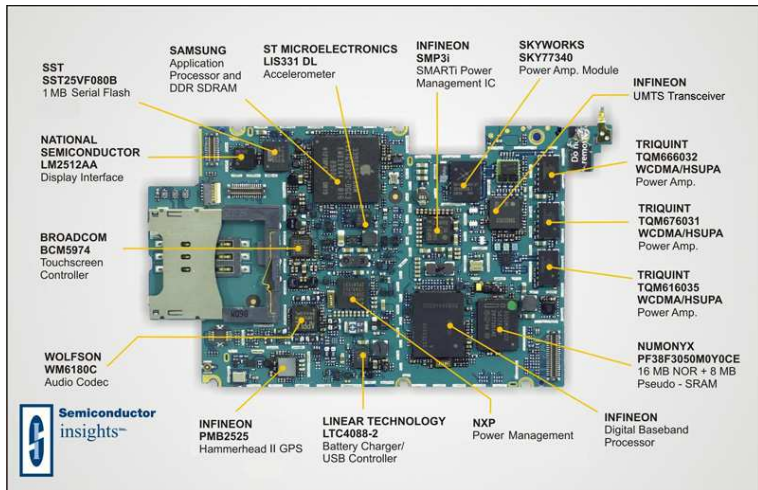 SST
SST25VF080B
1 MB Serial Flash
SAMSUNG
Application
Processor and
DDR SDRAM
ST MICROELECTRONICS
LIS331 DL
Accelerometer
INFINEON
SMP3i
SMARTi Power
Management IC
SKYWORKS
SKY77340
Power Amp. Module
INFINEON
UMTS Transceiver
NATIONAL
SEMICONDUCTOR
LM2512AA
Display Interface
Do not
remove
TRIQUINT
TQM666032
WCDMA/HSUPA
Power Amp.
BROADCOM
BCM5974
Touchscreen
Controller
TRIQUINT
TQM676031
WCDMA/HSUPA
Power Amp.
TRIQUINT
TQM616035
WCDMA/HSUPA
Power Amp.
WOLFSON
WM6180C
Audio Codec
NUMONYX
PF38F3050M0Y0CE
16 MB NOR + 8 MB
Pseudo - SRAM
Semiconductor
insights
INFINEON
PMB2525
Hammerhead II GPS
LINEAR TECHNOLOGY
LTC4088-2
Battery Charger/
USB Controller
NXP
Power Management
INFINEON
Digital Baseband
Processor